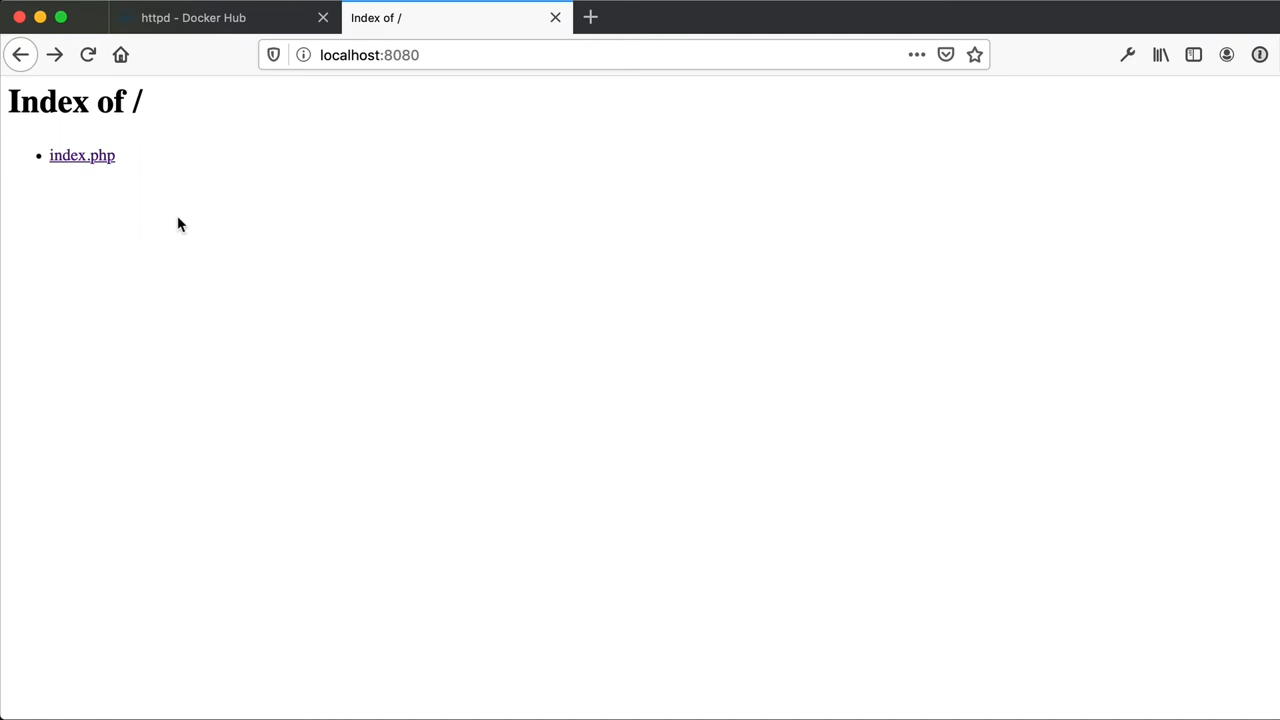 httpd - Docker Hub
Index of /
localhost:8080
Index of /
index.php